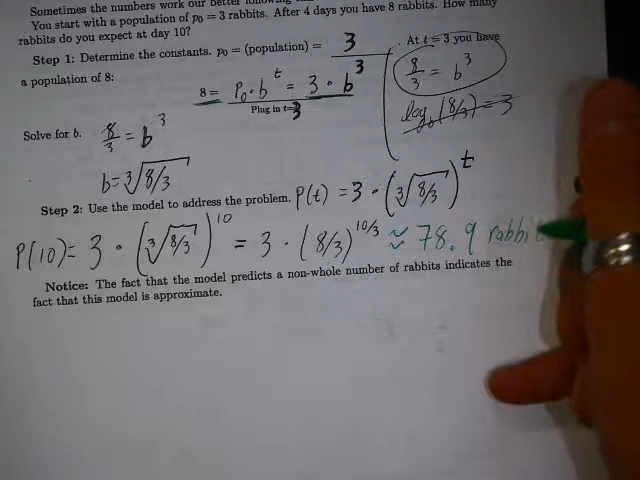 Sometimes the numbers work our better following
You start with a population of p₀ = 3 rabbits. After 4 days you have 8 rabbits. How many
rabbits do you expect at day 10?
Step 1: Determine the constants. p₀ = (population) = 3. At t = 3 you have
a population of 8:
8 = P₀ · b^t = 3 · b^3
Plug in t=3
8/3 = b^3
log_b(8/3) = 3
Solve for b. 8/3 = b^3
b = ∛8/3
Step 2: Use the model to address the problem. P(t) = 3 · (∛8/3)^t
P(10) = 3 · (∛8/3)^10 = 3 · (8/3)^10/3 ≈ 78.9 rabbi
Notice: The fact that the model predicts a non-whole number of rabbits indicates the
fact that this model is approximate.